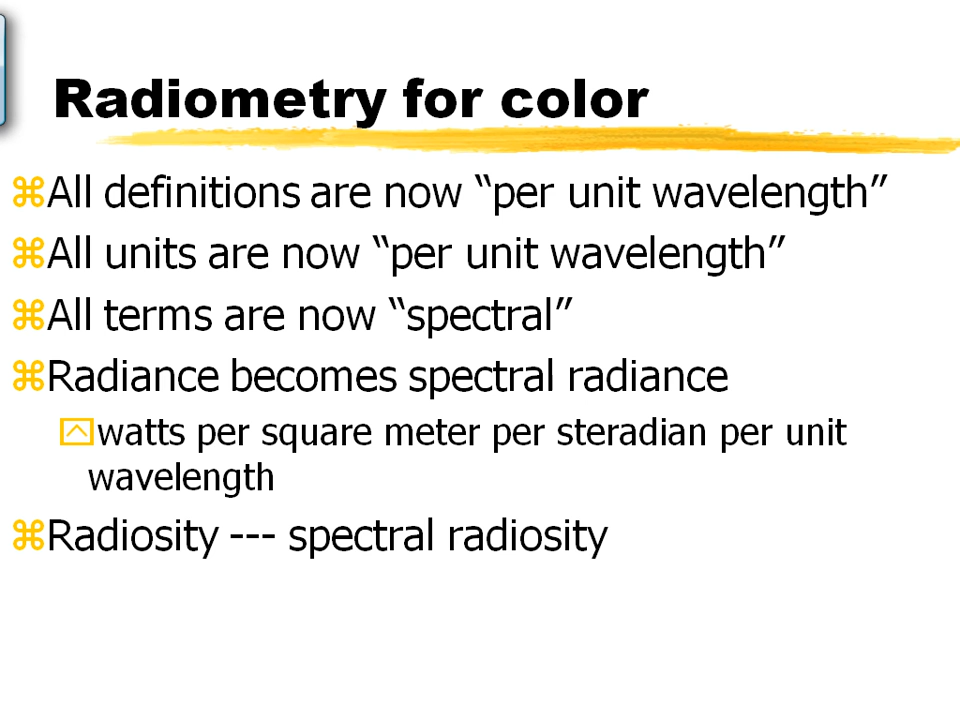 Radiometry for color
All definitions are now “per unit wavelength”
All units are now “per unit wavelength”
All terms are now “spectral”
Radiance becomes spectral radiance
watts per square meter per steradian per unit
wavelength
Radiosity --- spectral radiosity